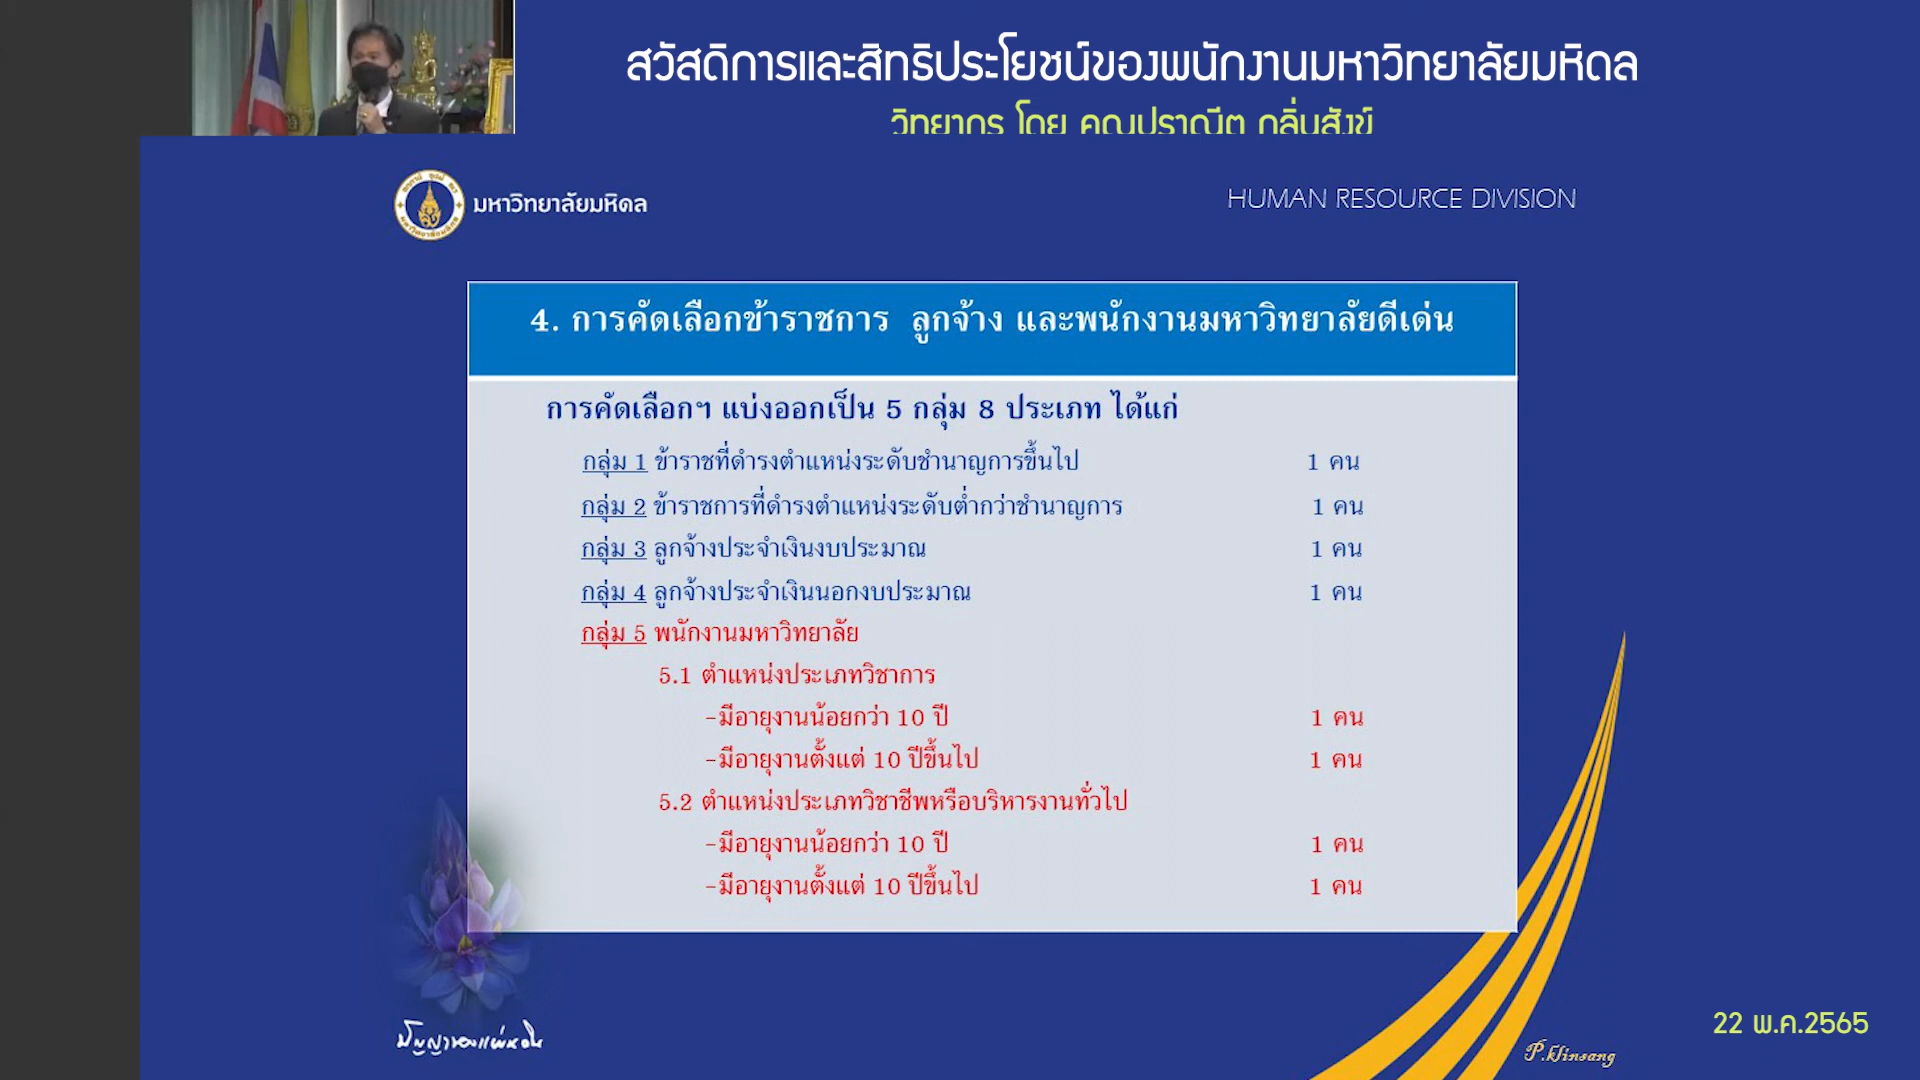 สวัสดิการและสิทธิประโยชน์ของพนักงานมหาวิทยาลัยมหิดล
วิทยากร โดย คุณปราณีต กลิ่นสังข์
มหาวิทยาลัยมหิดล
HUMAN RESOURCE DIVISION
4. การคัดเลือกข้าราชการ ลูกจ้าง และพนักงานมหาวิทยาลัยดีเด่น
การคัดเลือกฯ แบ่งออกเป็น 5 กลุ่ม 8 ประเภท ได้แก่
กลุ่ม 1 ข้าราชที่ดำรงตำแหน่งระดับชำนาญการขึ้นไป 1 คน
กลุ่ม 2 ข้าราชการที่ดำรงตำแหน่งระดับต่ำกว่าชำนาญการ 1 คน
กลุ่ม 3 ลูกจ้างประจำเงินงบประมาณ 1 คน
กลุ่ม 4 ลูกจ้างประจำเงินนอกงบประมาณ 1 คน
กลุ่ม 5 พนักงานมหาวิทยาลัย
5.1 ตำแหน่งประเภทวิชาการ
-มีอายุงานน้อยกว่า 10 ปี 1 คน
-มีอายุงานตั้งแต่ 10 ปีขึ้นไป 1 คน
5.2 ตำแหน่งประเภทวิชาชีพหรือบริหารงานทั่วไป
-มีอายุงานน้อยกว่า 10 ปี 1 คน
-มีอายุงานตั้งแต่ 10 ปีขึ้นไป 1 คน
ปัญญาของแผ่นดิน
22 พ.ค.2565
P.klinsang